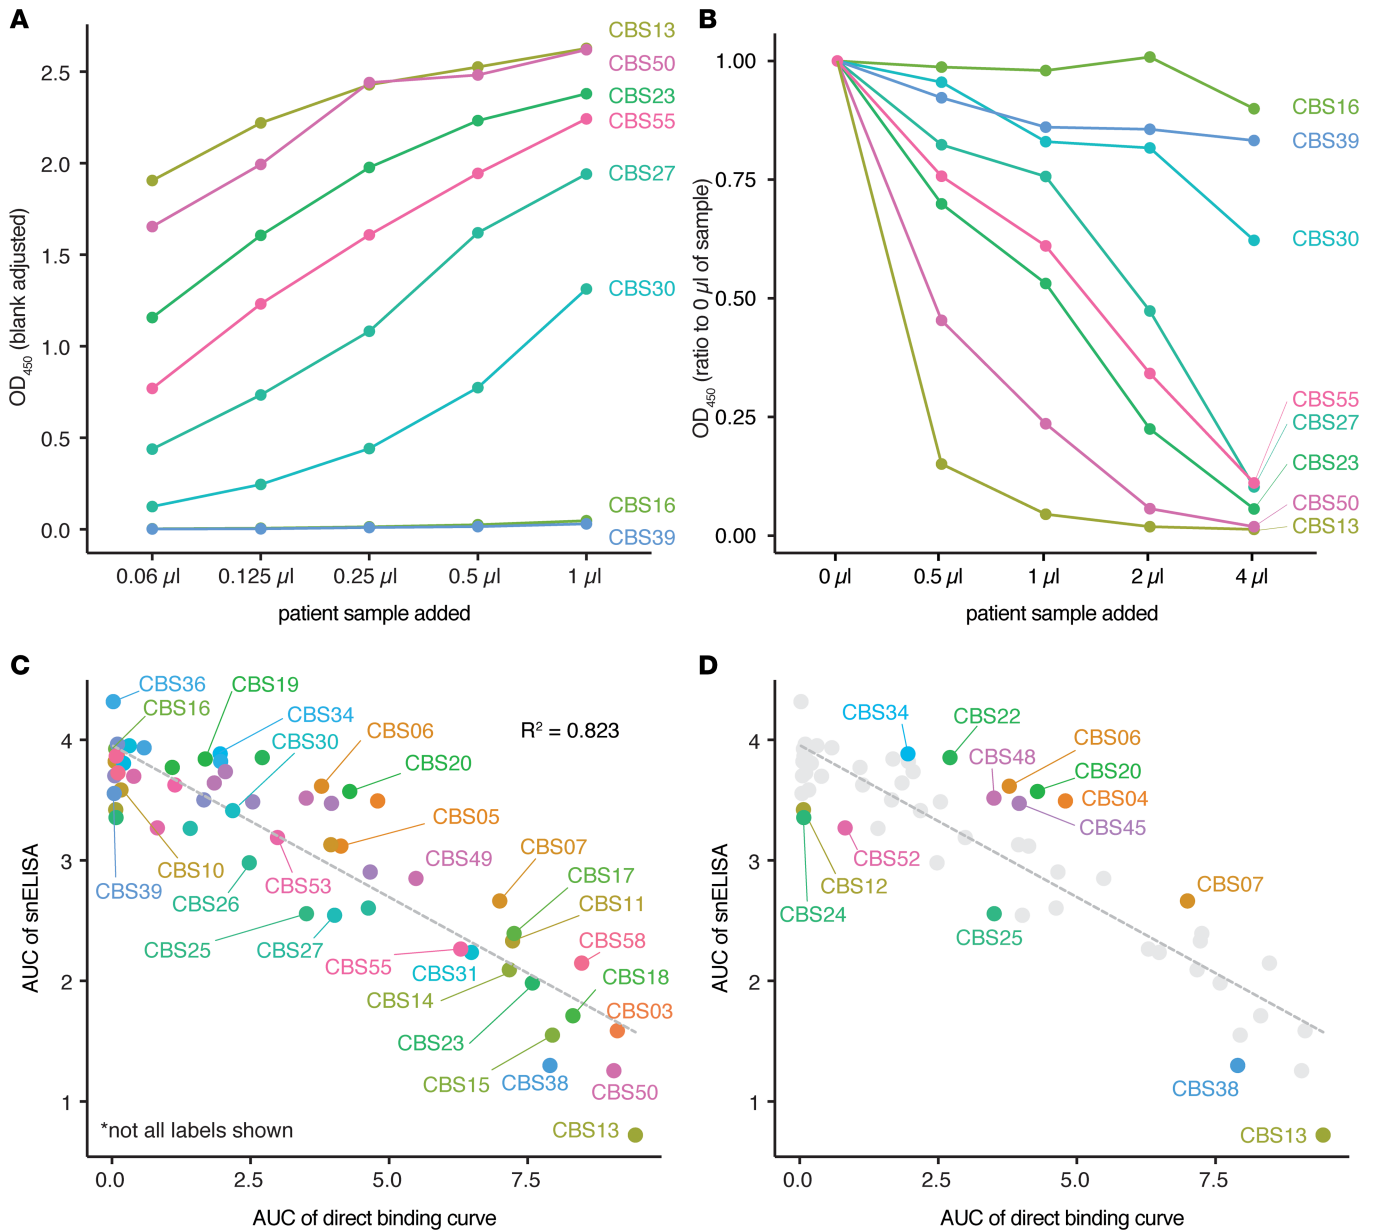 A
OD450 (blank adjusted)
2.5
2.0
1.5
1.0
0.5
0.0
CBS13
CBS50
CBS23
CBS55
CBS27
CBS30
CBS16
CBS39
0.06 µl 0.125 µl 0.25 µl 0.5 µl 1 µl
patient sample added
B
OD450 (ratio to 0 µl of sample)
1.00
0.75
0.50
0.25
0.00
CBS16
CBS39
CBS30
CBS55
CBS27
CBS23
CBS50
CBS13
0 µl 0.5 µl 1 µl 2 µl 4 µl
patient sample added
C
AUC of snELISA
4
3
2
1
CBS36
CBS19
CBS16
CBS34
CBS30
CBS06
R² = 0.823
CBS20
CBS05
CBS49
CBS07
CBS10
CBS53
CBS39
CBS26
CBS17
CBS11
CBS25
CBS27
CBS55
CBS31
CBS58
CBS14
CBS18
CBS03
CBS23
CBS15
CBS38
CBS50
CBS13
*not all labels shown
0.0 2.5 5.0 7.5
AUC of direct binding curve
D
AUC of snELISA
4
3
2
1
CBS34
CBS22
CBS48
CBS06
CBS20
CBS04
CBS45
CBS52
CBS12
CBS24
CBS25
CBS07
CBS38
CBS13
0.0 2.5 5.0 7.5
AUC of direct binding curve